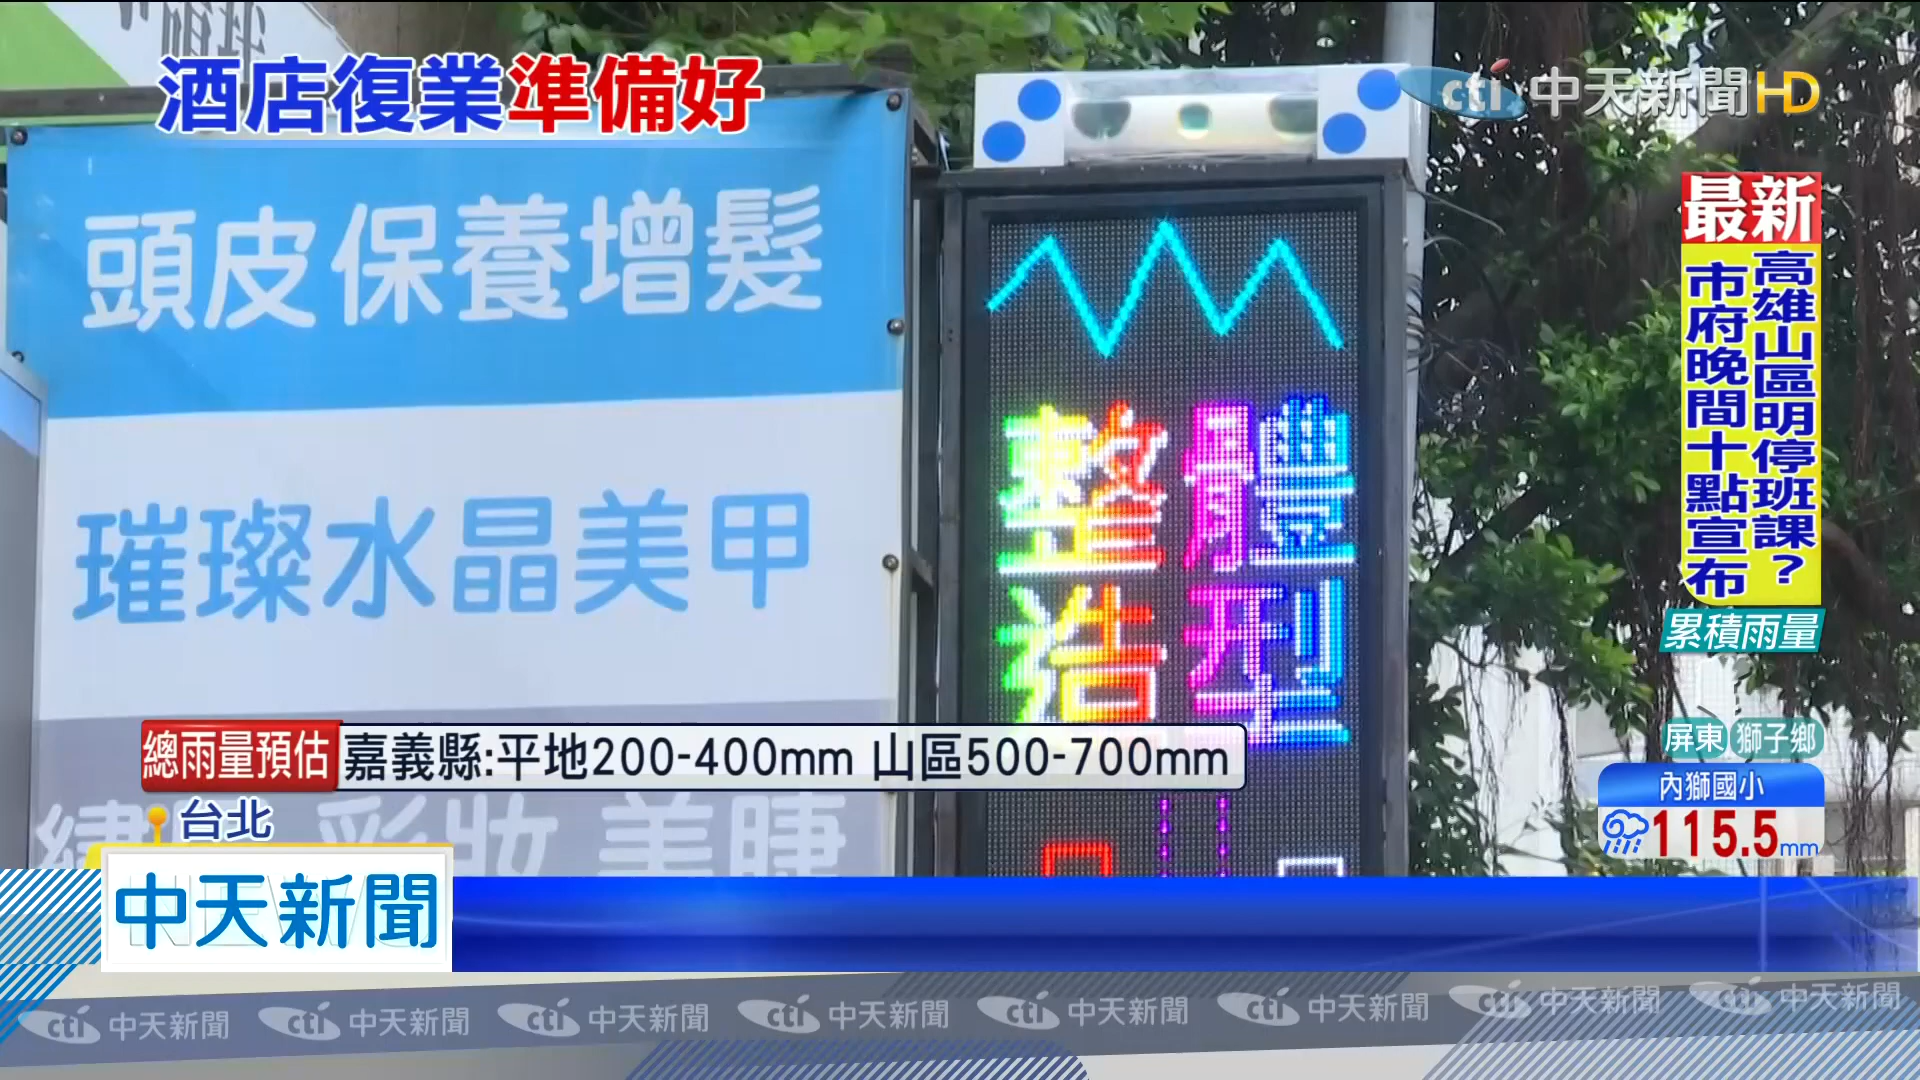 酒店復業準備好
cti 中天新聞HD
頭皮保養增髮
璀璨水晶美甲
彩妝 美睫
整體
造型
最新
高雄山區明停班課?
市府晚間十點宣布
累積雨量
屏東 獅子鄉
內獅國小
115.5mm
總雨量預估 嘉義縣:平地200-400mm 山區500-700mm
台北
中天新聞
cti 中天新聞 cti 中天新聞 cti 中天新聞 cti 中天新聞 cti 中天新聞 cti 中天新聞 cti 中天新聞 cti 中天新聞